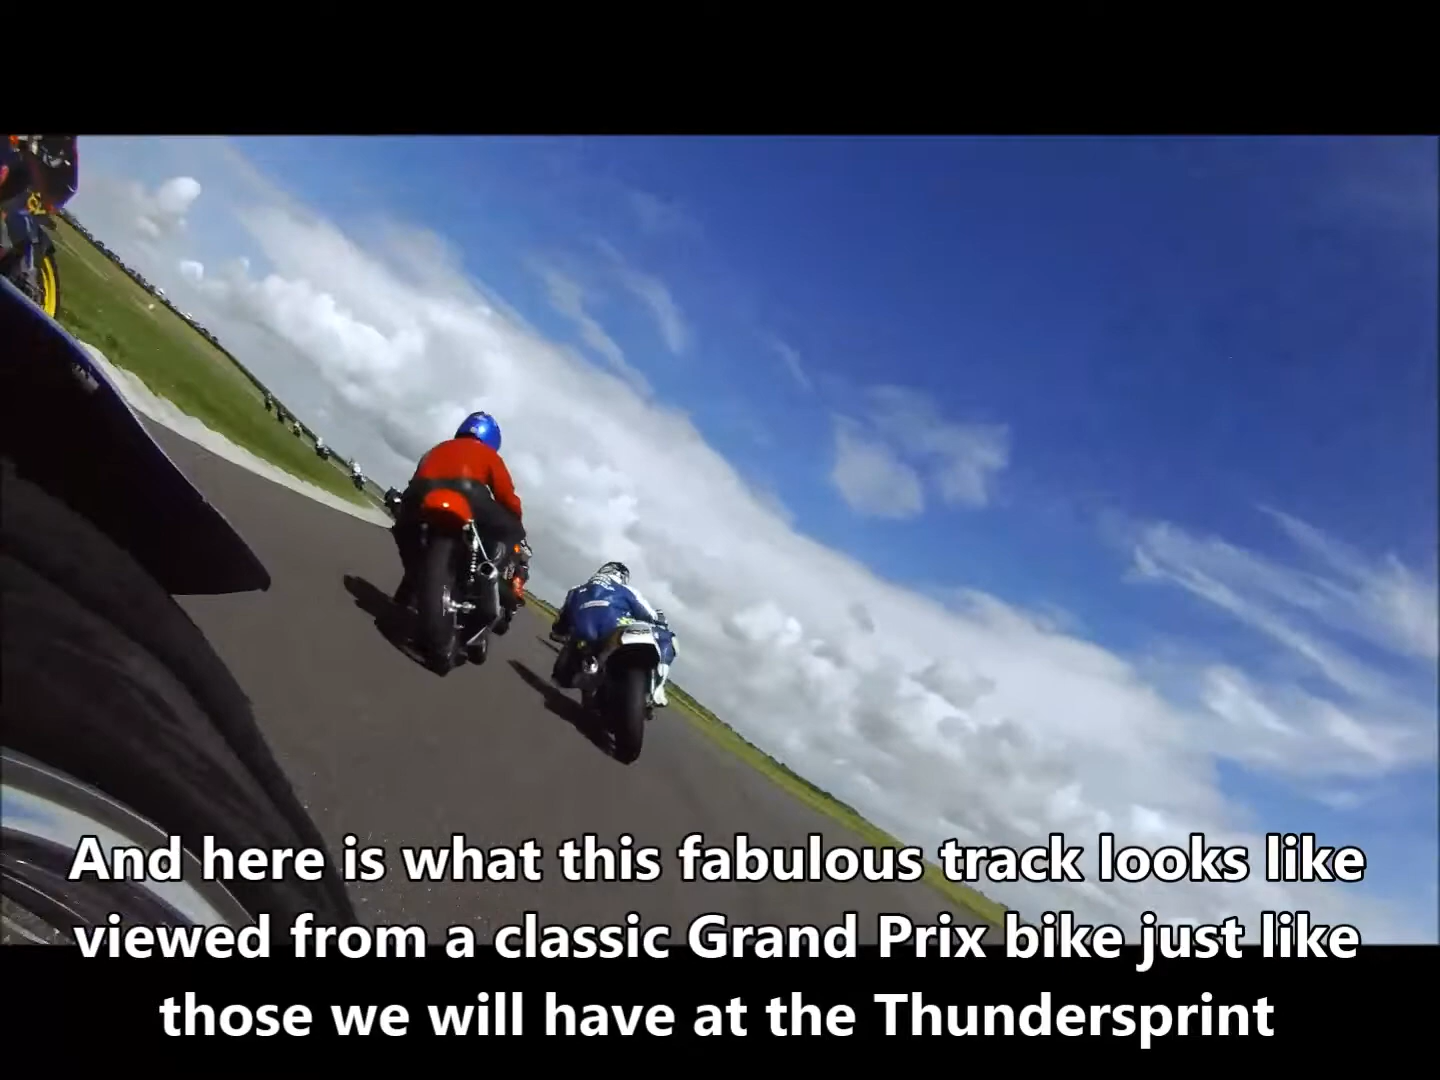 And here is what this fabulous track looks like
viewed from a classic Grand Prix bike just like
those we will have at the Thundersprint